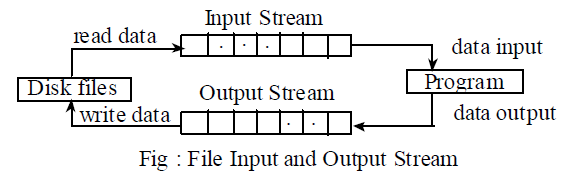 Input Stream
read data
data input
Disk files
Program
Output Stream
write data
data output
Fig : File Input and Output Stream